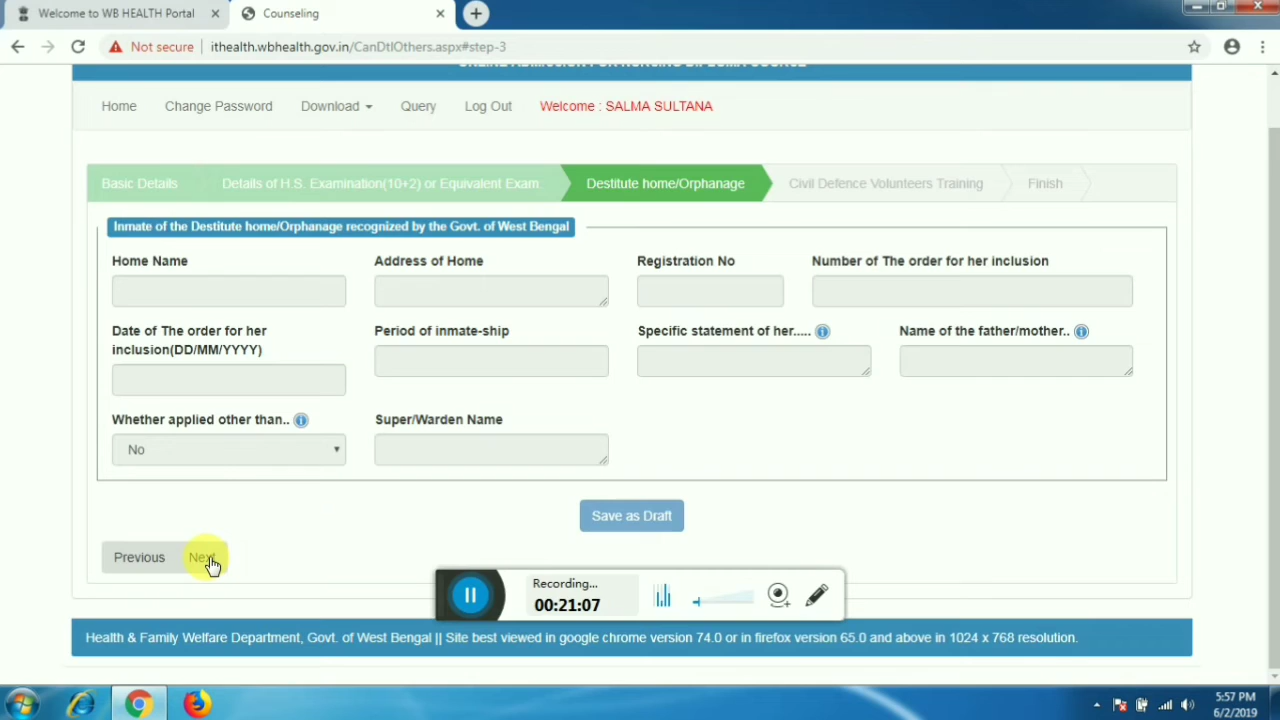 Welcome to WB HEALTH Portal
Counseling
Not secure
ithealth.wbhealth.gov.in/CanDtlOthers.aspx#step-3
ONLINE ADMISSION FOR NURSING DIPLOMA COURSE
Home
Change Password
Download
Query
Log Out
Welcome : SALMA SULTANA
Basic Details
Details of H.S. Examination(10+2) or Equivalent Exam.
Destitute home/Orphanage
Civil Defence Volunteers Training
Finish
Inmate of the Destitute home/Orphanage recognized by the Govt. of West Bengal
Home Name
Address of Home
Registration No
Number of The order for her inclusion
Date of The order for her
inclusion(DD/MM/YYYY)
Period of inmate-ship
Specific statement of her.....
Name of the father/mother..
Whether applied other than..
Super/Warden Name
No
Save as Draft
Previous
Next
Recording...
00:21:07
Health & Family Welfare Department, Govt. of West Bengal || Site best viewed in google chrome version 74.0 or in firefox version 65.0 and above in 1024 x 768 resolution.
5:57 PM
6/2/2019